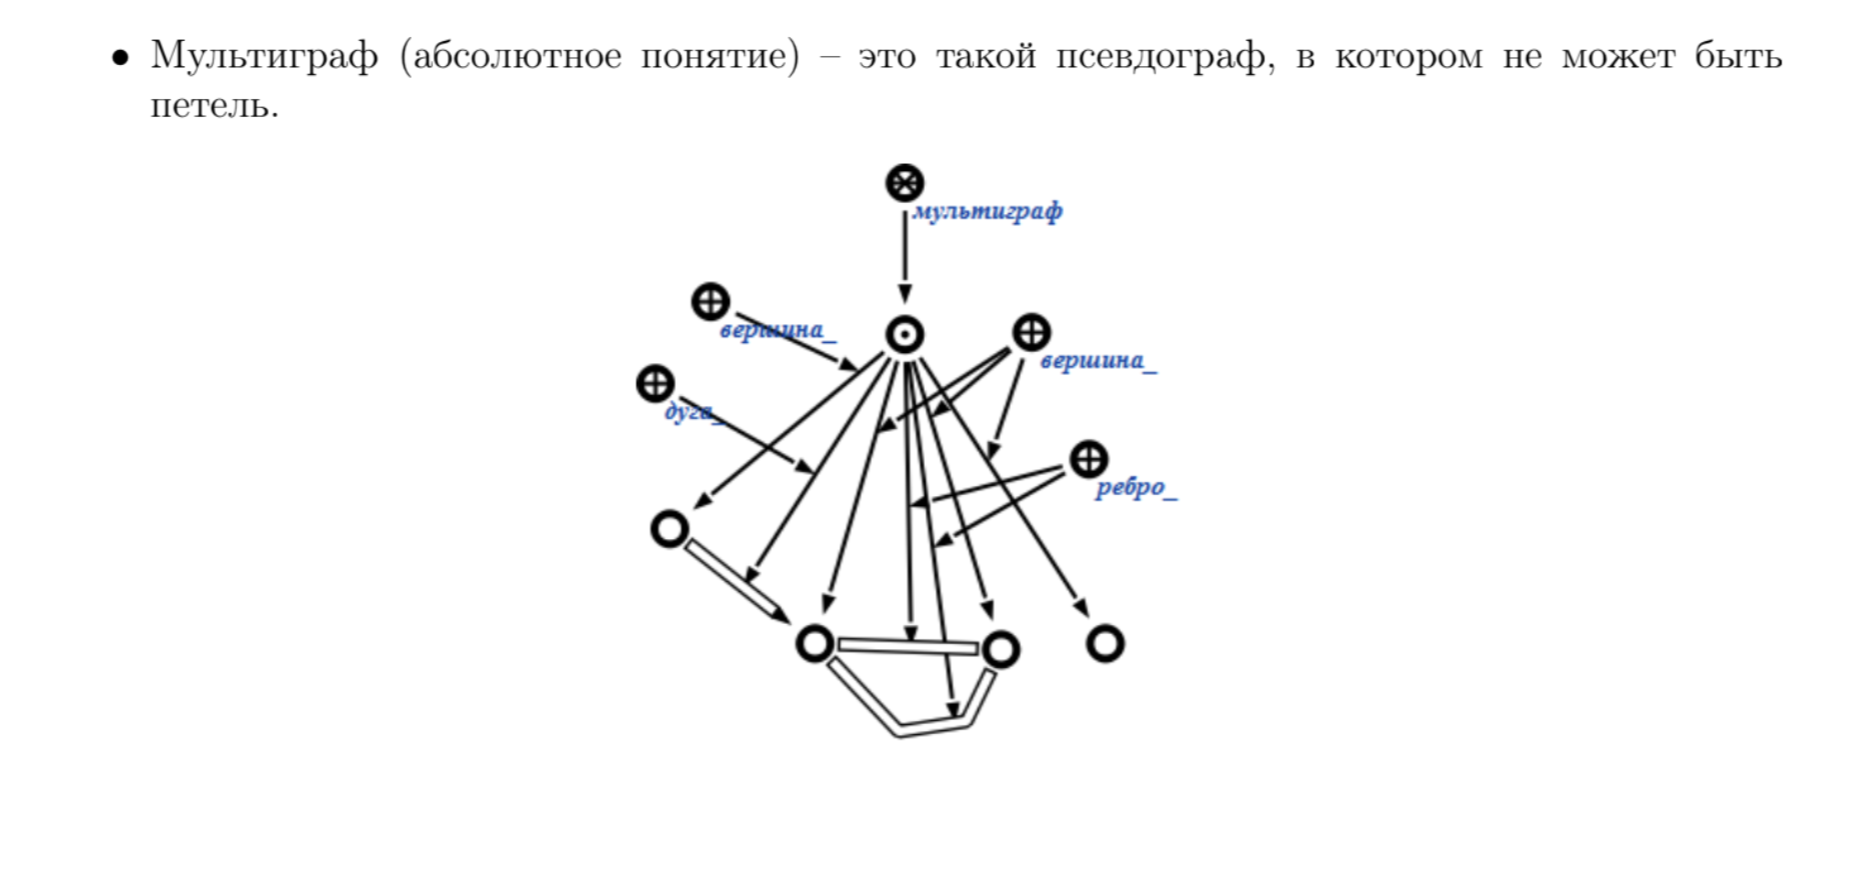 • Мультиграф (абсолютное понятие) – это такой псевдограф, в котором не может быть
петель.
мультиграф
вершина_
вершина_
дуга_
ребро_